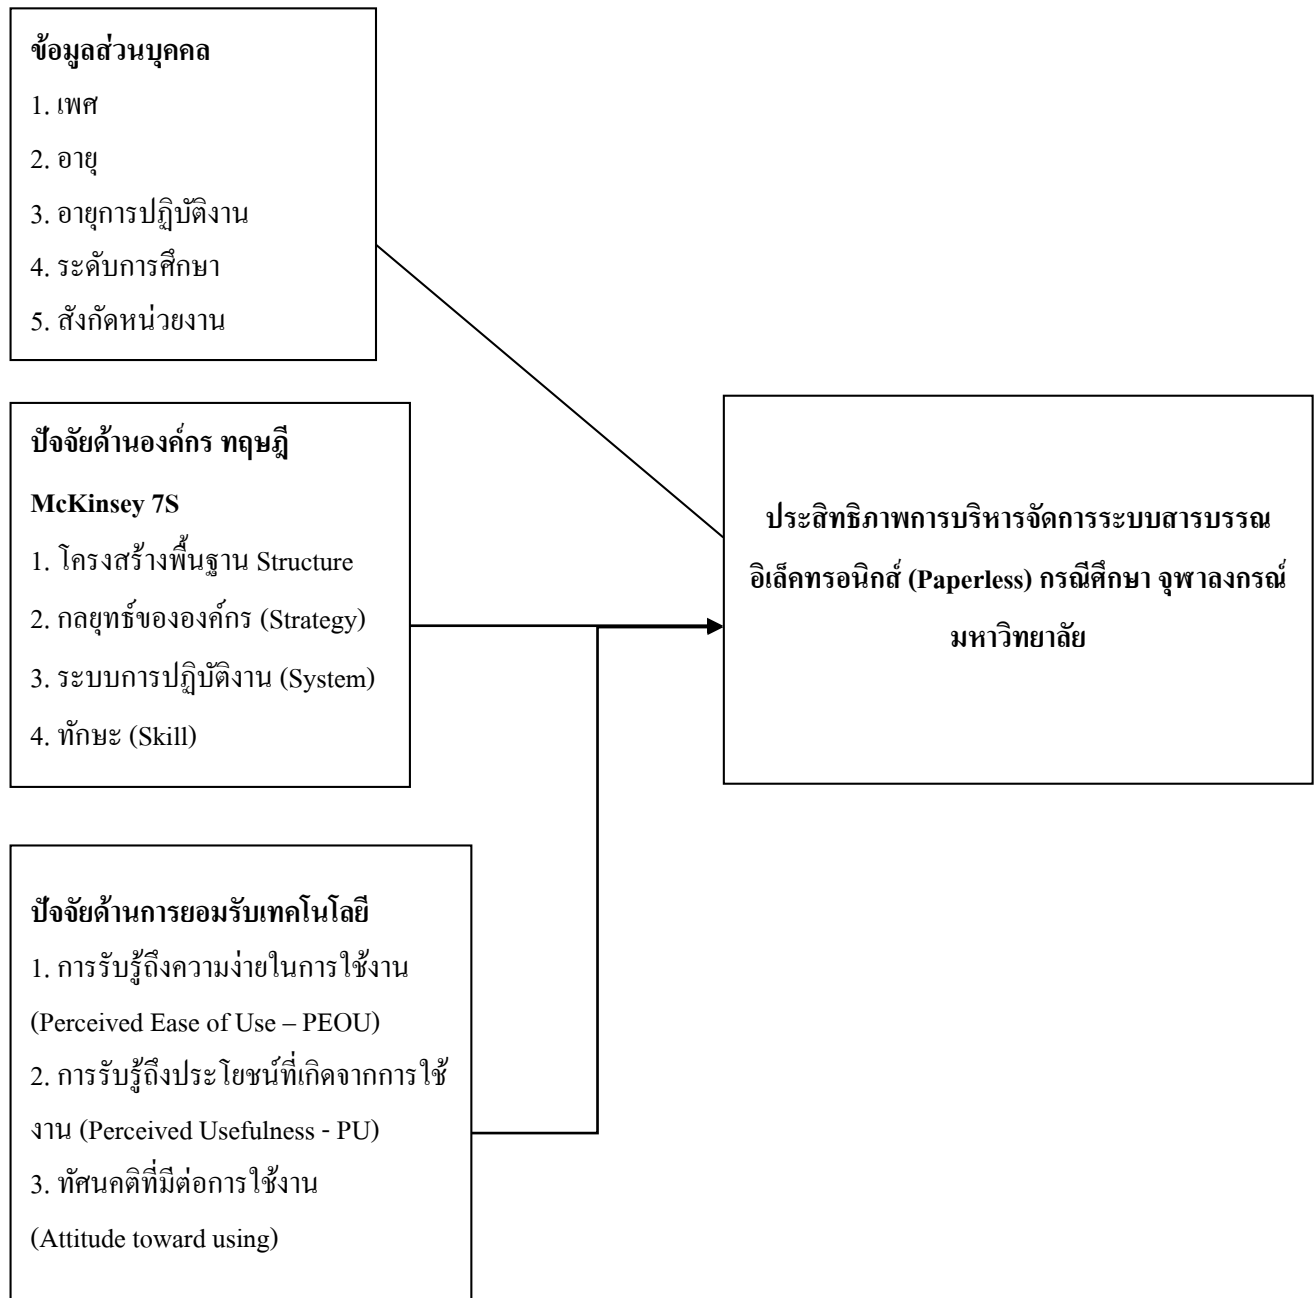 ข้อมูลส่วนบุคคล
1. เพศ
2. อายุ
3. อายุการปฏิบัติงาน
4. ระดับการศึกษา
5. สังกัดหน่วยงาน
ปัจจัยด้านองค์กร ทฤษฎี
McKinsey 7S
1. โครงสร้างพื้นฐาน Structure
2. กลยุทธ์ขององค์กร (Strategy)
3. ระบบการปฏิบัติงาน (System)
4. ทักษะ (Skill)
ปัจจัยด้านการยอมรับเทคโนโลยี
1. การรับรู้ถึงความง่ายในการใช้งาน
(Perceived Ease of Use – PEOU)
2. การรับรู้ถึงประโยชน์ที่เกิดจากการใช้
งาน (Perceived Usefulness - PU)
3. ทัศนคติที่มีต่อการใช้งาน
(Attitude toward using)
ประสิทธิภาพการบริหารจัดการระบบสารบรรณ
อิเล็คทรอนิกส์ (Paperless) กรณีศึกษา จุฬาลงกรณ์
มหาวิทยาลัย